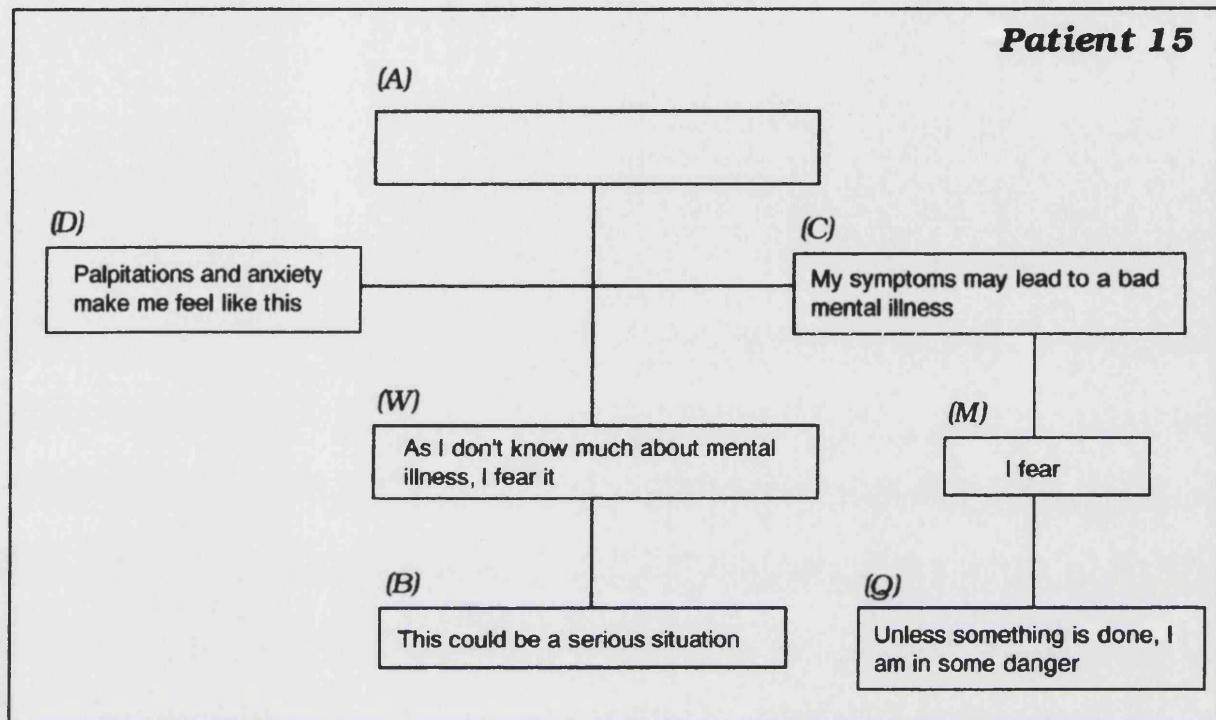 Patient 15
(A)
(D)
Palpitations and anxiety
make me feel like this
(C)
My symptoms may lead to a bad
mental illness
(W)
As I don't know much about mental
illness, I fear it
(M)
I fear
(B)
This could be a serious situation
(Q)
Unless something is done, I
am in some danger